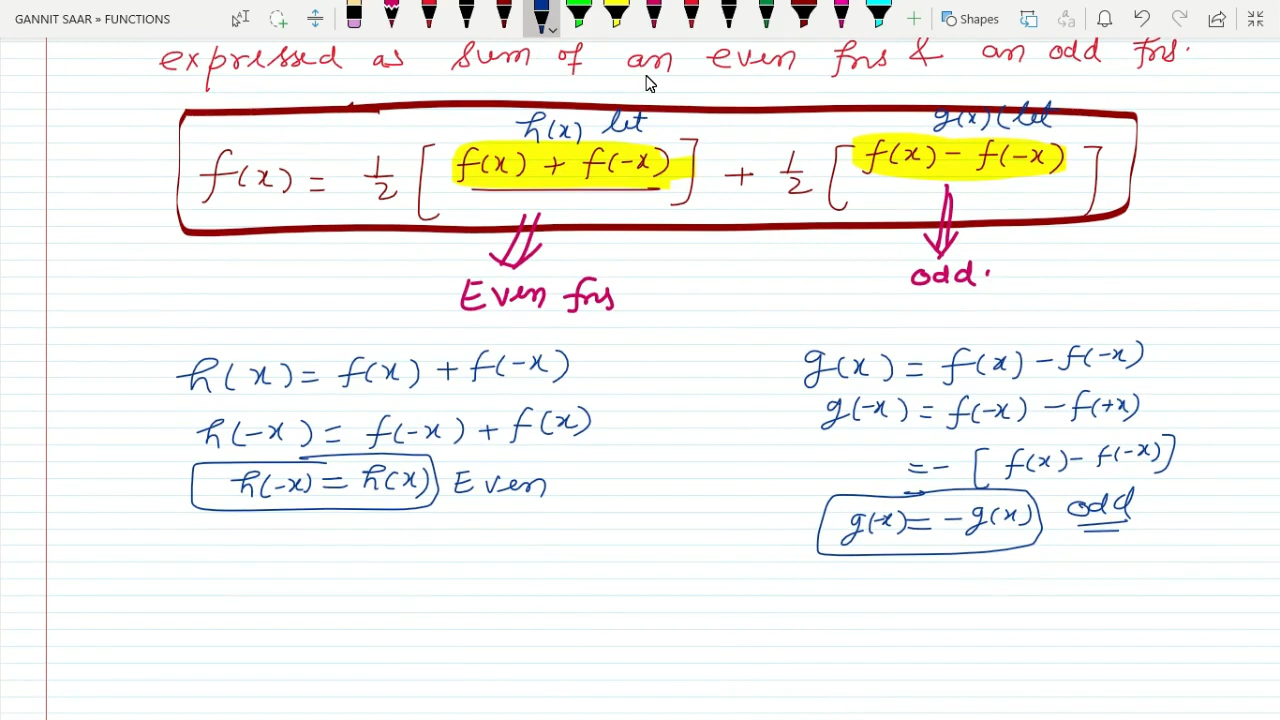 GANNIT SAAR » FUNCTIONS
Shapes
expressed as sum of an even fns & an odd fns.
h(x) let
g(x) (let
f(x) = 1/2 [ f(x) + f(-x) ] + 1/2 [ f(x) - f(-x) ]
Even fns
odd.
h(x) = f(x) + f(-x)
h(-x) = f(-x) + f(x)
h(-x) = h(x) Even
g(x) = f(x) - f(-x)
g(-x) = f(-x) - f(+x)
= - [ f(x) - f(-x) ]
g(-x) = -g(x) odd